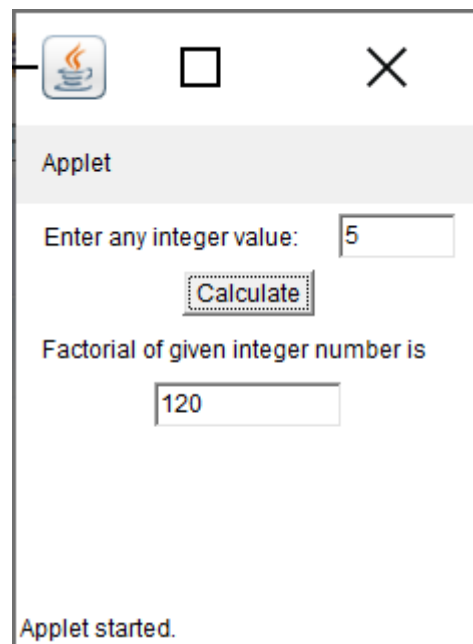 Applet
Enter any integer value: 5
Calculate
Factorial of given integer number is
120
Applet started.